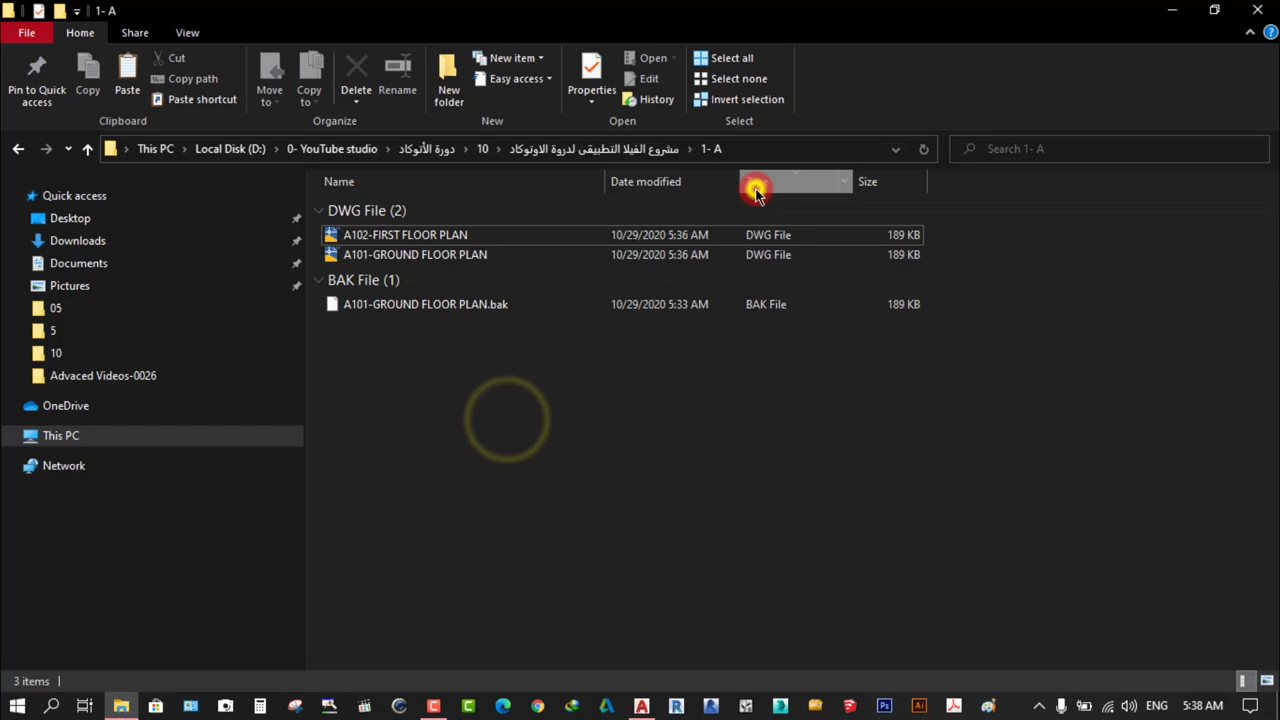 1- A
File
Home
Share
View
Pin to Quick access
Copy
Paste
Cut
Copy path
Paste shortcut
Clipboard
Move to
Copy to
Delete
Rename
Organize
New folder
New item
Easy access
New
Properties
Open
Edit
History
Open
Select all
Select none
Invert selection
Select
This PC
Local Disk (D:)
0- YouTube studio
دورة الأتوكاد
10
مشروع الفيلا التطبيقى لدروة الاوتوكاد
1- A
Search 1- A
Name
Date modified
Size
Quick access
Desktop
Downloads
Documents
Pictures
05
5
10
Advaced Videos-0026
OneDrive
This PC
Network
DWG File (2)
A102-FIRST FLOOR PLAN 10/29/2020 5:36 AM DWG File 189 KB
A101-GROUND FLOOR PLAN 10/29/2020 5:36 AM DWG File 189 KB
BAK File (1)
A101-GROUND FLOOR PLAN.bak 10/29/2020 5:33 AM BAK File 189 KB
3 items
ENG
5:38 AM